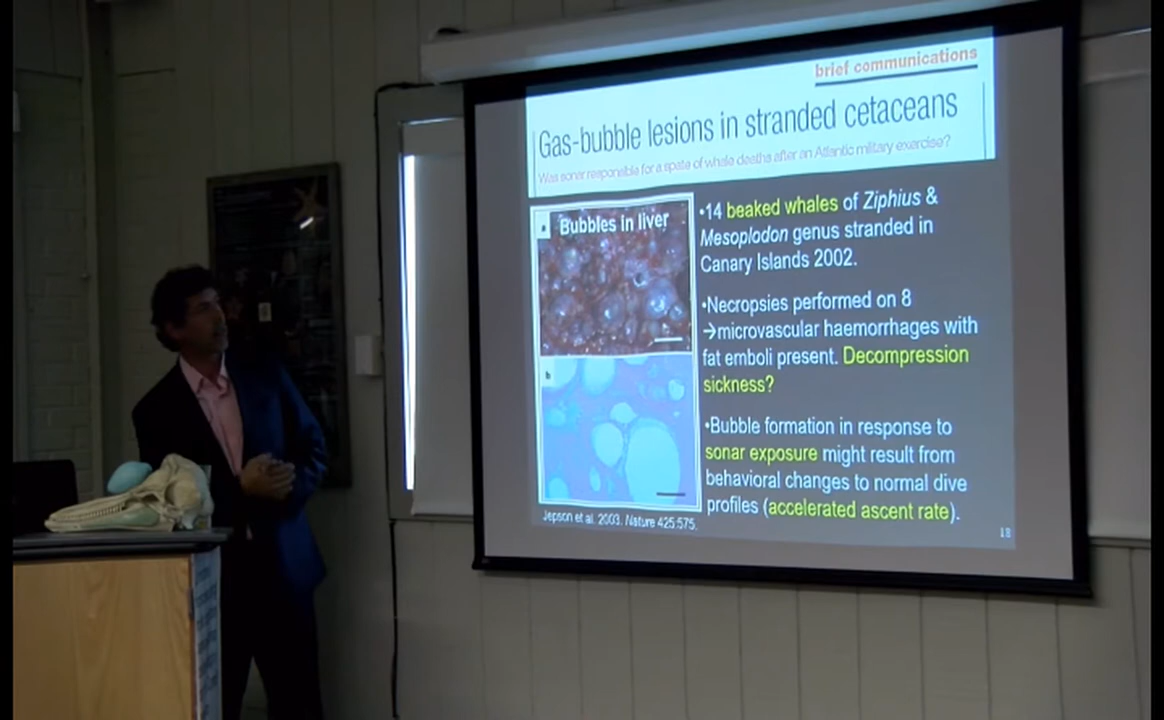 brief communications
Gas-bubble lesions in stranded cetaceans
Was sonar responsible for a spate of whale deaths after an Atlantic military exercise?
a
Bubbles in liver
b
Jepson et al. 2003. Nature 425:575.
•14 beaked whales of Ziphius &
Mesoplodon genus stranded in
Canary Islands 2002.
•Necropsies performed on 8
→microvascular haemorrhages with
fat emboli present. Decompression
sickness?
•Bubble formation in response to
sonar exposure might result from
behavioral changes to normal dive
profiles (accelerated ascent rate).
18